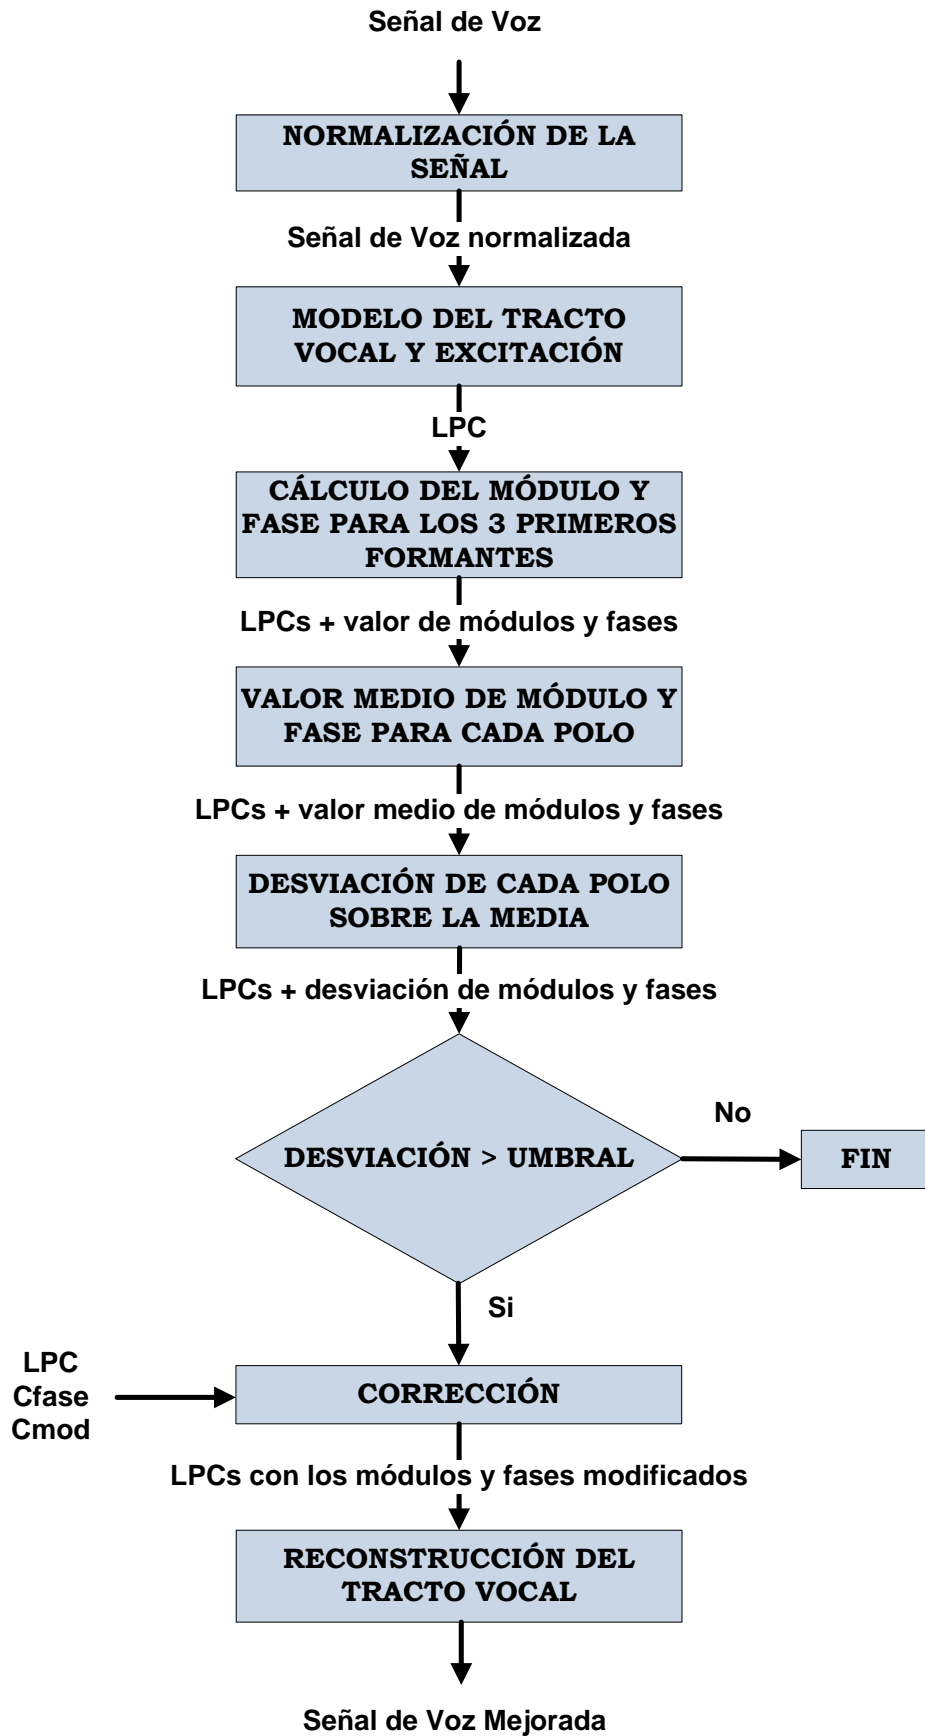 Señal de Voz
NORMALIZACIÓN DE LA
SEÑAL
Señal de Voz normalizada
MODELO DEL TRACTO
VOCAL Y EXCITACIÓN
LPC
CÁLCULO DEL MÓDULO Y
FASE PARA LOS 3 PRIMEROS
FORMANTES
LPCs + valor de módulos y fases
VALOR MEDIO DE MÓDULO Y
FASE PARA CADA POLO
LPCs + valor medio de módulos y fases
DESVIACIÓN DE CADA POLO
SOBRE LA MEDIA
LPCs + desviación de módulos y fases
DESVIACIÓN > UMBRAL
No
FIN
Si
LPC
Cfase
Cmod
CORRECCIÓN
LPCs con los módulos y fases modificados
RECONSTRUCCIÓN DEL
TRACTO VOCAL
Señal de Voz Mejorada